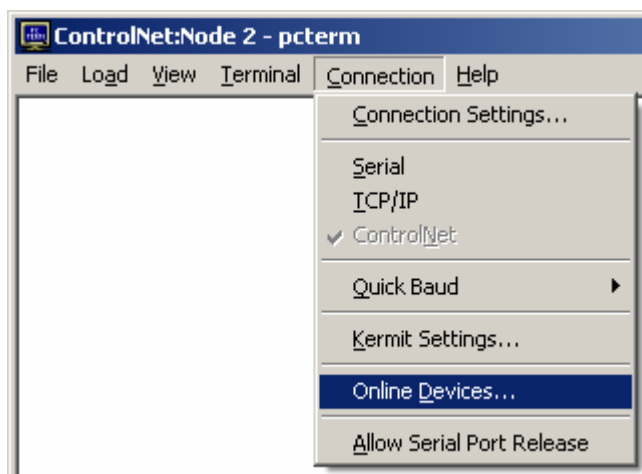 ControlNet:Node 2 - pcterm
File Load View Terminal Connection Help
Connection Settings...
Serial
TCP/IP
ControlNet
Quick Baud
Kermit Settings...
Online Devices...
Allow Serial Port Release